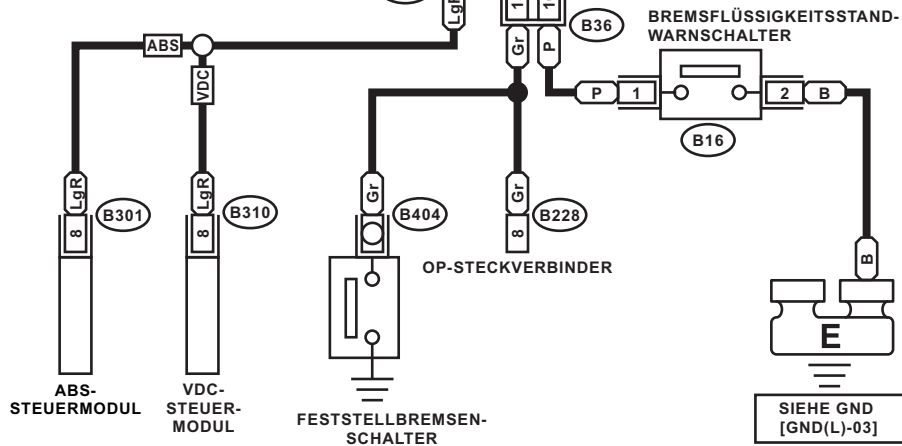 LgR
B36
BREMSFLÜSSIGKEITSSTAND-
WARNSCHALTER
ABS
VDC
Gr
P
P
1
2
B
B16
LgR
8
B301
LgR
8
B310
Gr
B404
Gr
8
B228
OP-STECKVERBINDER
B
E
ABS-
STEUERMODUL
VDC-
STEUER-
MODUL
FESTSTELLBREMSEN-
SCHALTER
SIEHE GND
[GND(L)-03]